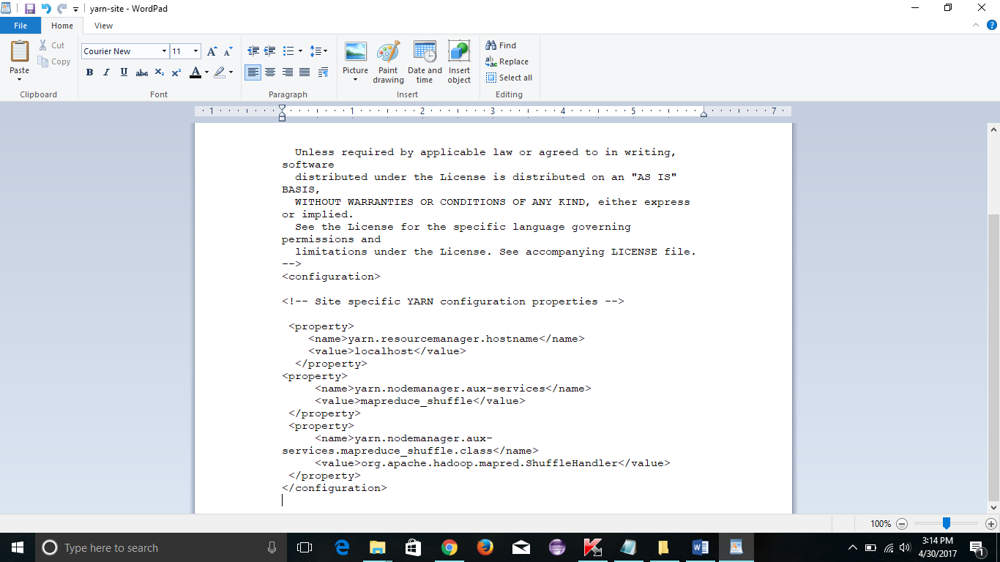 yarn-site - WordPad
File Home View
Paste
Cut
Copy
Clipboard
Courier New 11
B I U abc X₂ X² A
Font
Paragraph
Picture
Paint drawing
Date and time
Insert object
Insert
Find
Replace
Select all
Editing
1 1 2 3 4 5 7
Unless required by applicable law or agreed to in writing,
software
distributed under the License is distributed on an "AS IS"
BASIS,
WITHOUT WARRANTIES OR CONDITIONS OF ANY KIND, either express
or implied.
See the License for the specific language governing
permissions and
limitations under the License. See accompanying LICENSE file.
-->
<configuration>
<!-- Site specific YARN configuration properties -->
<property>
<name>yarn.resourcemanager.hostname</name>
<value>localhost</value>
</property>
<property>
<name>yarn.nodemanager.aux-services</name>
<value>mapreduce_shuffle</value>
</property>
<property>
<name>yarn.nodemanager.aux-
services.mapreduce_shuffle.class</name>
<value>org.apache.hadoop.mapred.ShuffleHandler</value>
</property>
</configuration>
100%
Type here to search
3:14 PM
4/30/2017
1